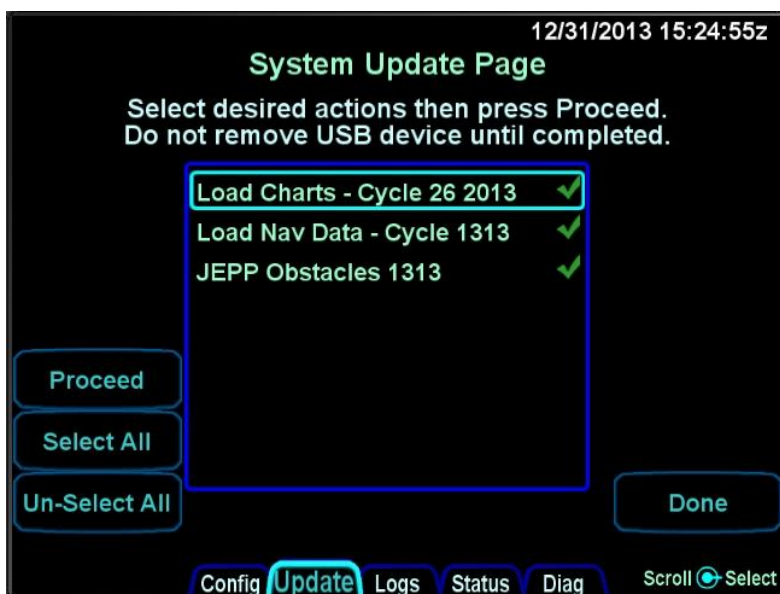 12/31/2013 15:24:55z
System Update Page
Select desired actions then press Proceed.
Do not remove USB device until completed.
Load Charts - Cycle 26 2013
Load Nav Data - Cycle 1313
JEPP Obstacles 1313
Proceed
Select All
Un-Select All
Done
Config Update Logs Status Diag Scroll Select